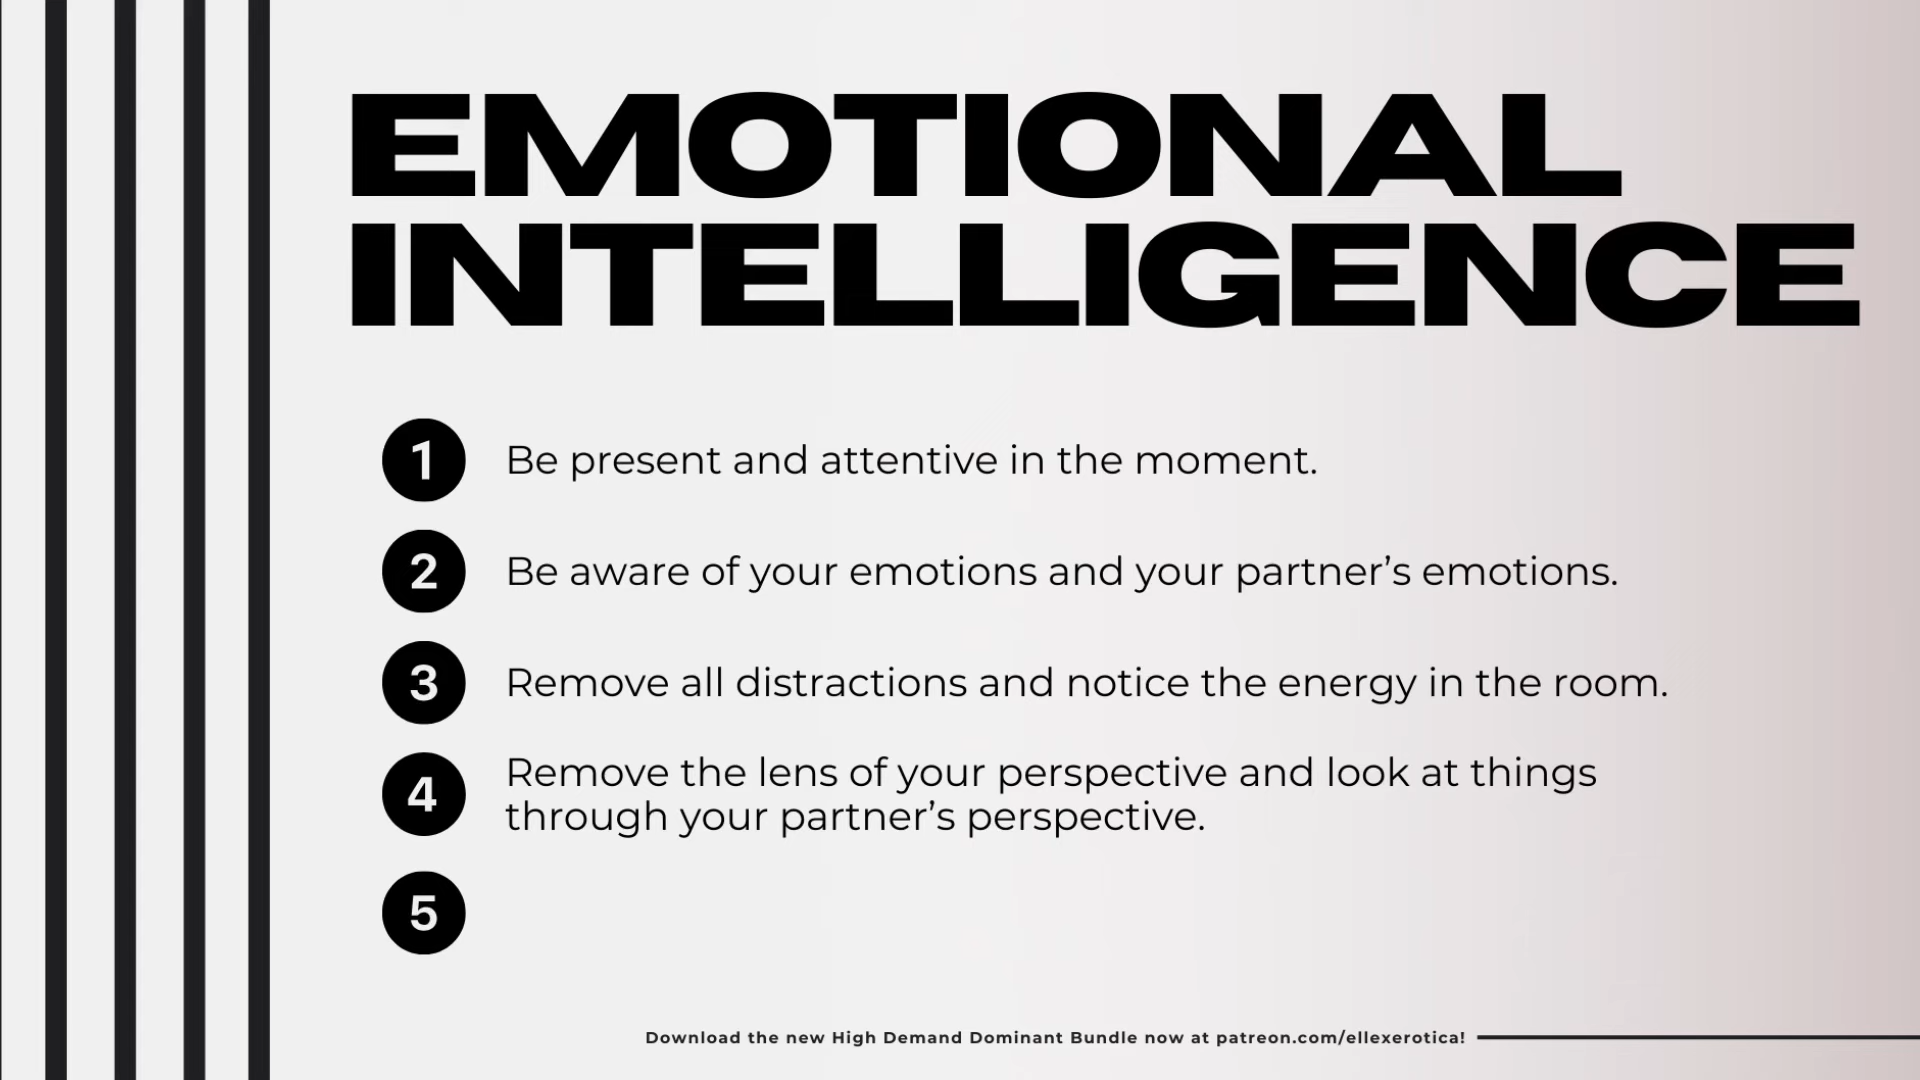 EMOTIONAL
INTELLIGENCE
1 Be present and attentive in the moment.
2 Be aware of your emotions and your partner’s emotions.
3 Remove all distractions and notice the energy in the room.
4 Remove the lens of your perspective and look at things
through your partner’s perspective.
5
Download the new High Demand Dominant Bundle now at patreon.com/ellexerotica!